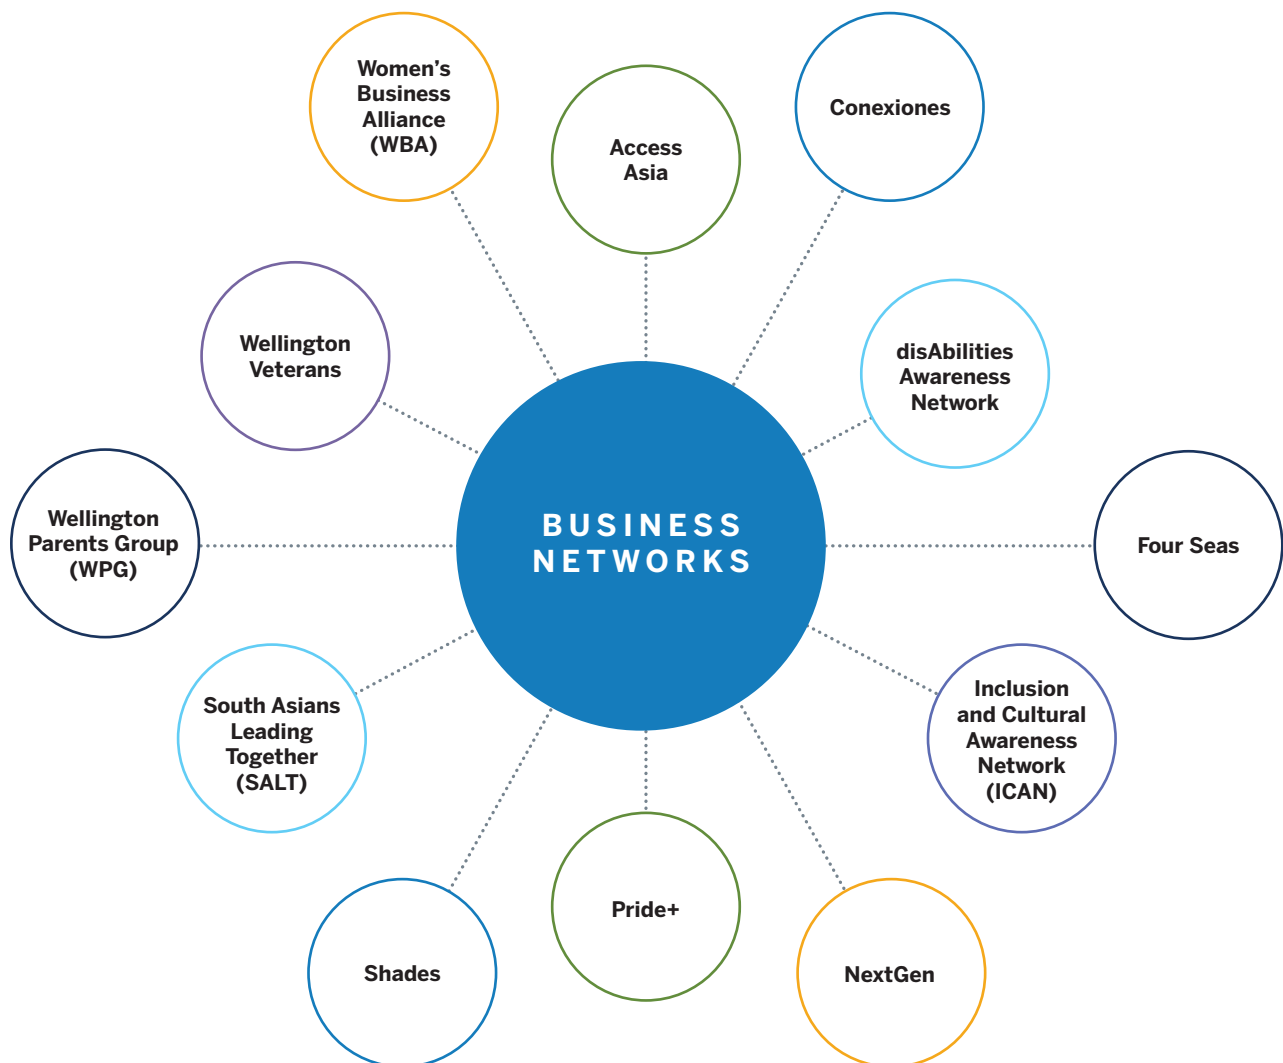 Women's
Business
Alliance
(WBA)
Access
Asia
Conexiones
Wellington
Veterans
disAbilities
Awareness
Network
Wellington
Parents Group
(WPG)
BUSINESS
NETWORKS
Four Seas
South Asians
Leading
Together
(SALT)
Inclusion
and Cultural
Awareness
Network
(ICAN)
Shades
Pride+
NextGen